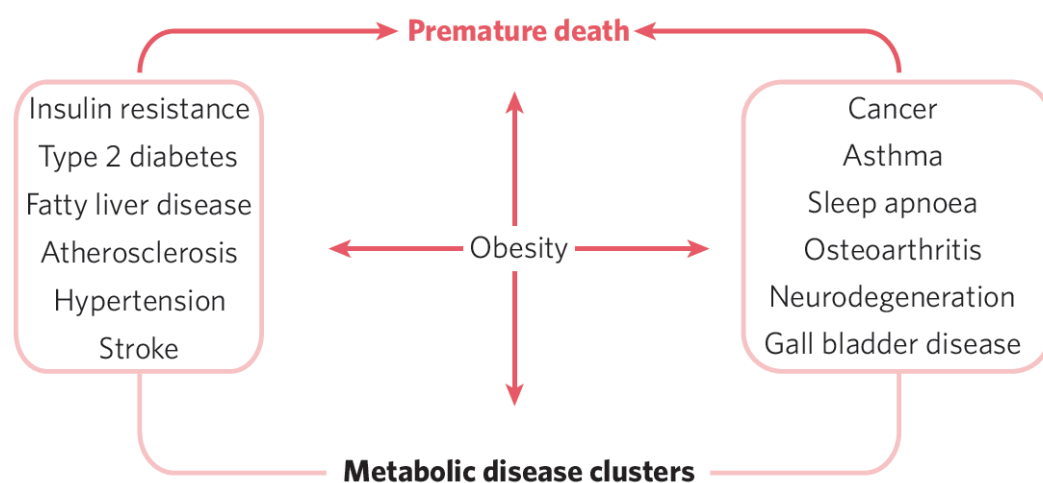 Premature death
Insulin resistance
Type 2 diabetes
Fatty liver disease
Atherosclerosis
Hypertension
Stroke
Obesity
Cancer
Asthma
Sleep apnoea
Osteoarthritis
Neurodegeneration
Gall bladder disease
Metabolic disease clusters